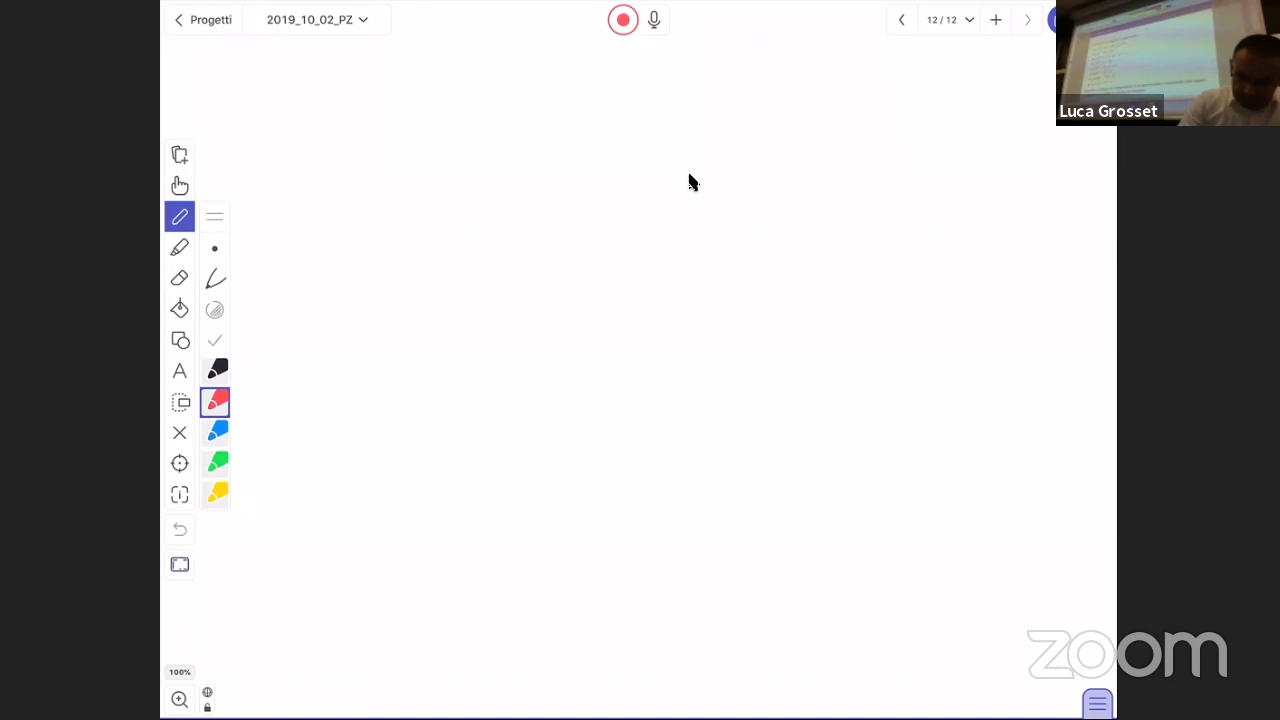 Progetti
2019_10_02_PZ
12 / 12
Luca Grosset
A
100%
zoom